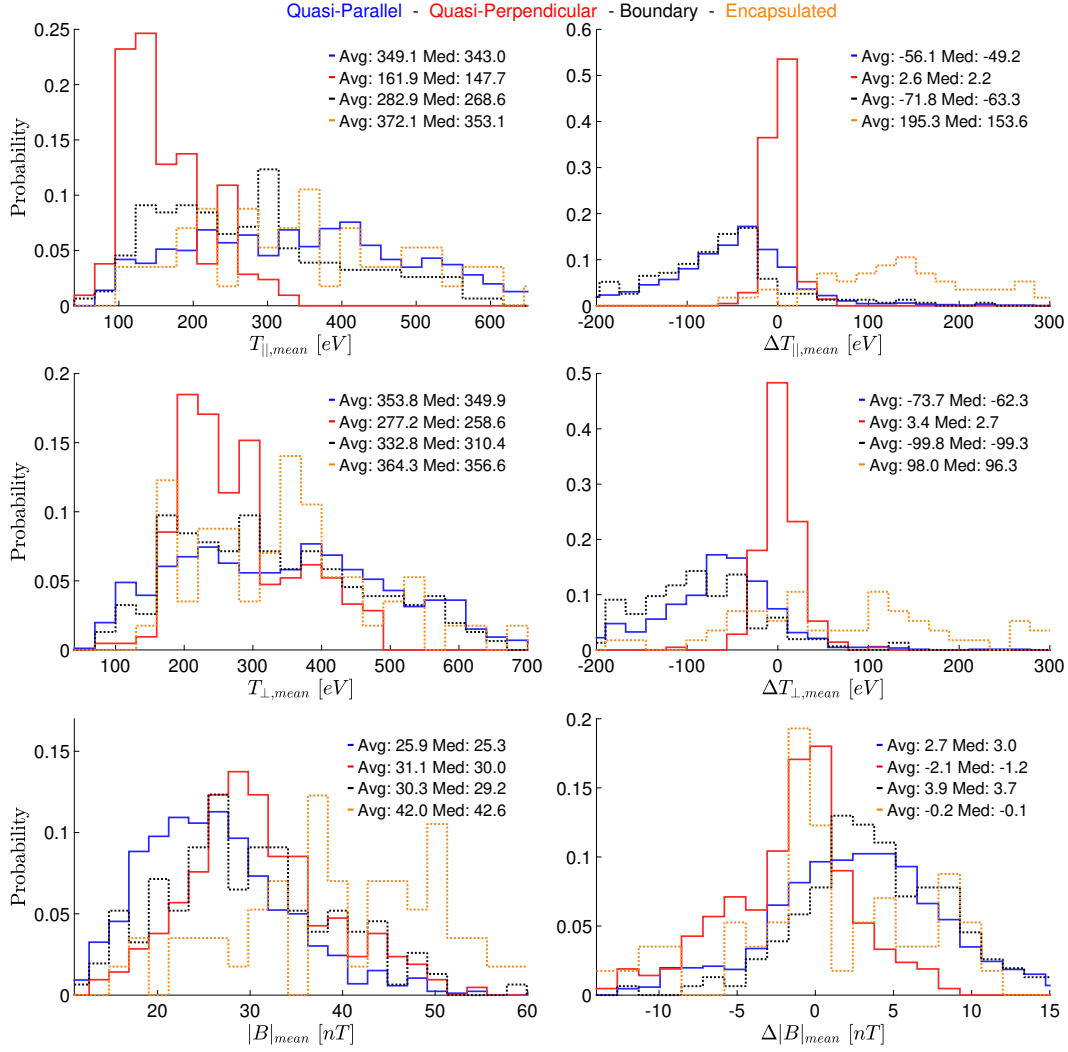 Quasi-Parallel - Quasi-Perpendicular - Boundary - Encapsulated
0.25
0.2
0.15
0.1
0.05
0
Probability
Avg: 349.1 Med: 343.0
Avg: 161.9 Med: 147.7
Avg: 282.9 Med: 268.6
Avg: 372.1 Med: 353.1
100 200 300 400 500 600
T||,mean [eV]
0.6
0.5
0.4
0.3
0.2
0.1
0
Avg: -56.1 Med: -49.2
Avg: 2.6 Med: 2.2
Avg: -71.8 Med: -63.3
Avg: 195.3 Med: 153.6
-200 -100 0 100 200 300
ΔT||,mean [eV]
0.2
0.15
0.1
0.05
0
Probability
Avg: 353.8 Med: 349.9
Avg: 277.2 Med: 258.6
Avg: 332.8 Med: 310.4
Avg: 364.3 Med: 356.6
100 200 300 400 500 600 700
T⊥,mean [eV]
0.5
0.4
0.3
0.2
0.1
0
Avg: -73.7 Med: -62.3
Avg: 3.4 Med: 2.7
Avg: -99.8 Med: -99.3
Avg: 98.0 Med: 96.3
-200 -100 0 100 200 300
ΔT⊥,mean [eV]
0.15
0.1
0.05
0
Probability
Avg: 25.9 Med: 25.3
Avg: 31.1 Med: 30.0
Avg: 30.3 Med: 29.2
Avg: 42.0 Med: 42.6
20 30 40 50 60
|B|mean [nT]
0.2
0.15
0.1
0.05
0
Avg: 2.7 Med: 3.0
Avg: -2.1 Med: -1.2
Avg: 3.9 Med: 3.7
Avg: -0.2 Med: -0.1
-10 -5 0 5 10 15
Δ|B|mean [nT]